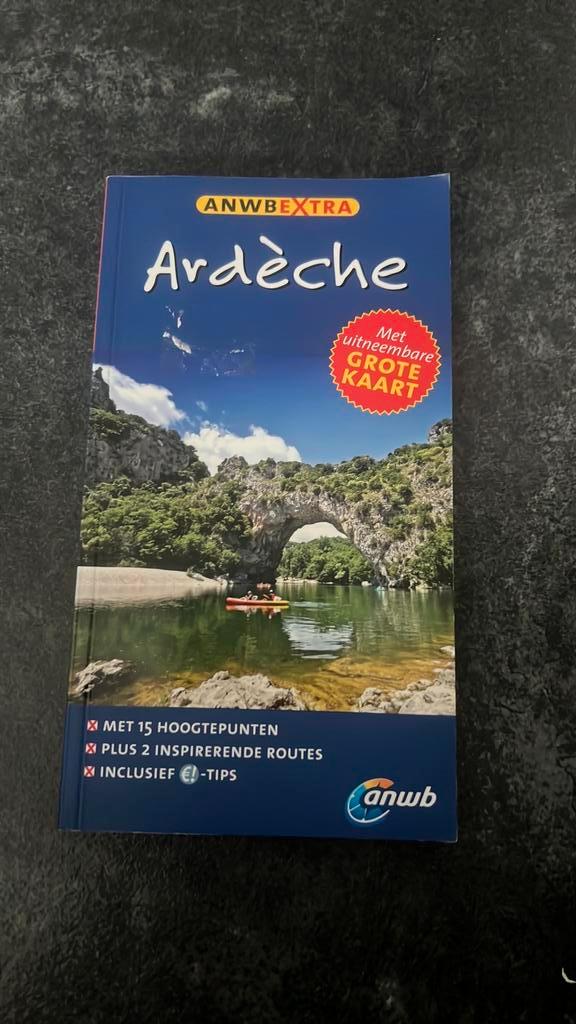 ANWBEXTRA
Ardèche
Met
uitneembare
GROTE
KAART
MET 15 HOOGTEPUNTEN
PLUS 2 INSPIRERENDE ROUTES
INCLUSIEF €!-TIPS
anwb